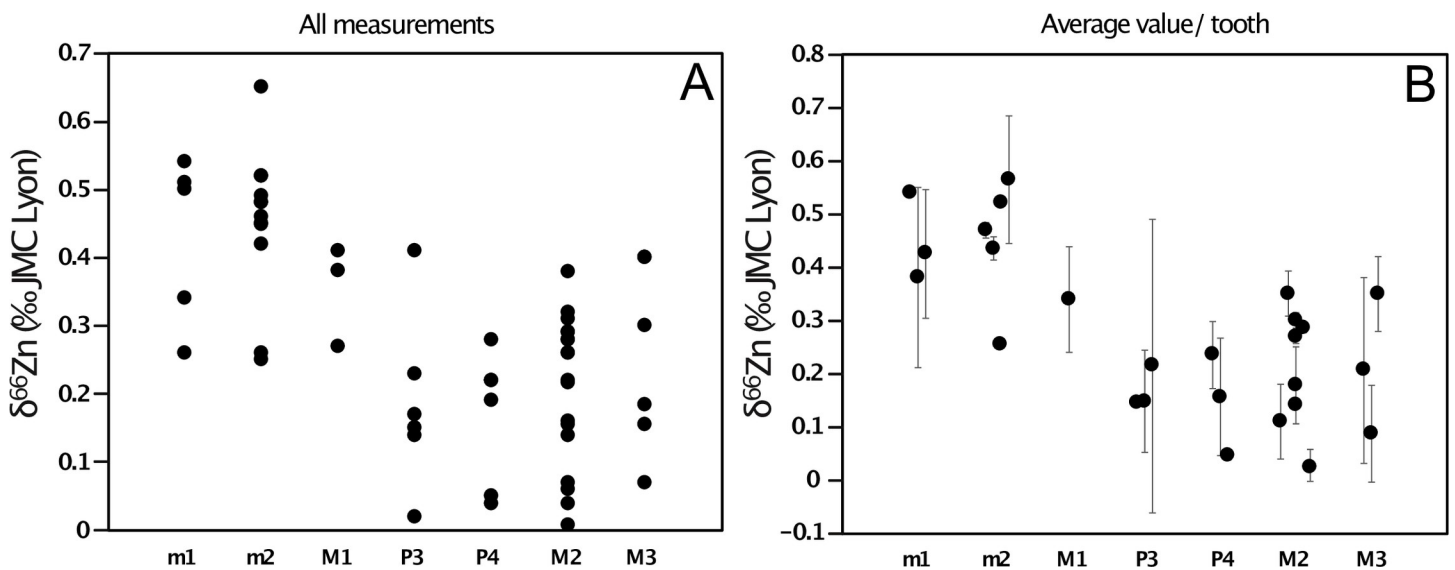 All measurements
A
δ66Zn (‰ JMC Lyon)
0.7
0.6
0.5
0.4
0.3
0.2
0.1
0
m1 m2 M1 P3 P4 M2 M3
Average value/ tooth
B
δ66Zn (‰ JMC Lyon)
0.8
0.7
0.6
0.5
0.4
0.3
0.2
0.1
0
−0.1
m1 m2 M1 P3 P4 M2 M3